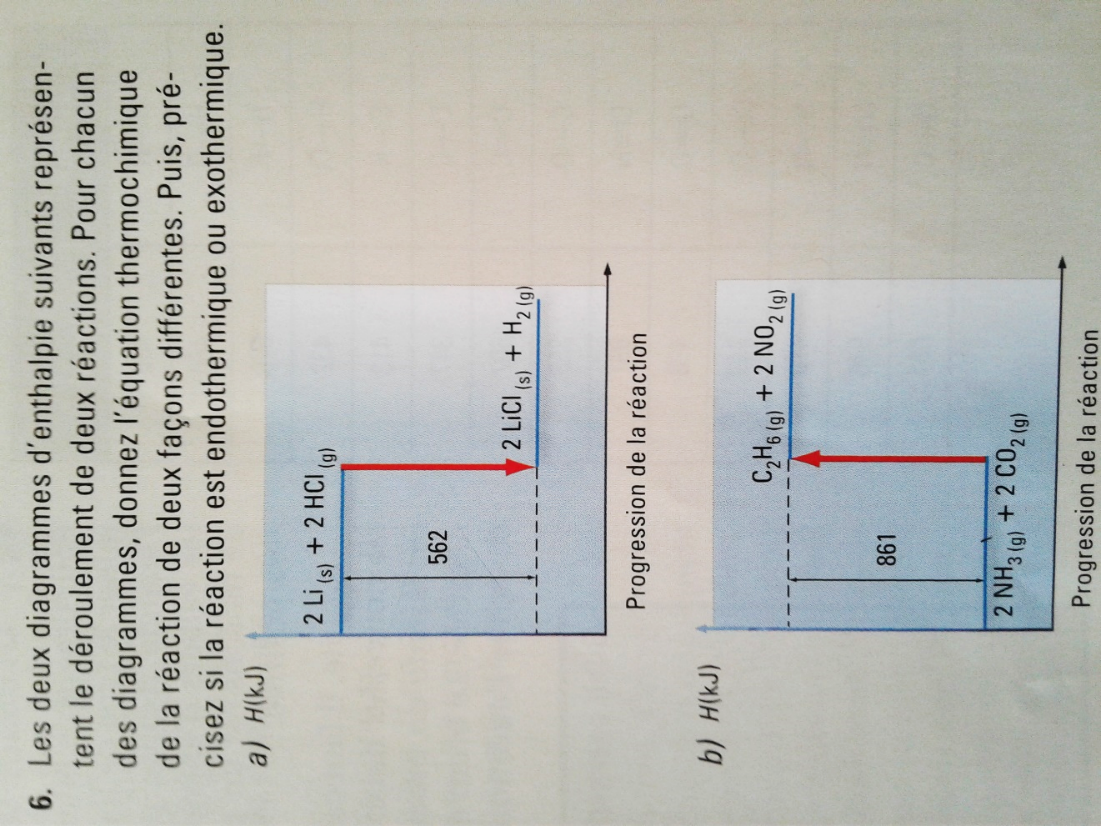 6. Les deux diagrammes d'enthalpie suivants représen-
tent le déroulement de deux réactions. Pour chacun
des diagrammes, donnez l'équation thermochimique
de la réaction de deux façons différentes. Puis, pré-
cisez si la réaction est endothermique ou exothermique.
a) H(kJ)
2 Li (s) + 2 HCl (g)
562
2 LiCl (s) + H2 (g)
Progression de la réaction
b) H(kJ)
C2H6 (g) + 2 NO2 (g)
861
2 NH3 (g) + 2 CO2 (g)
Progression de la réaction